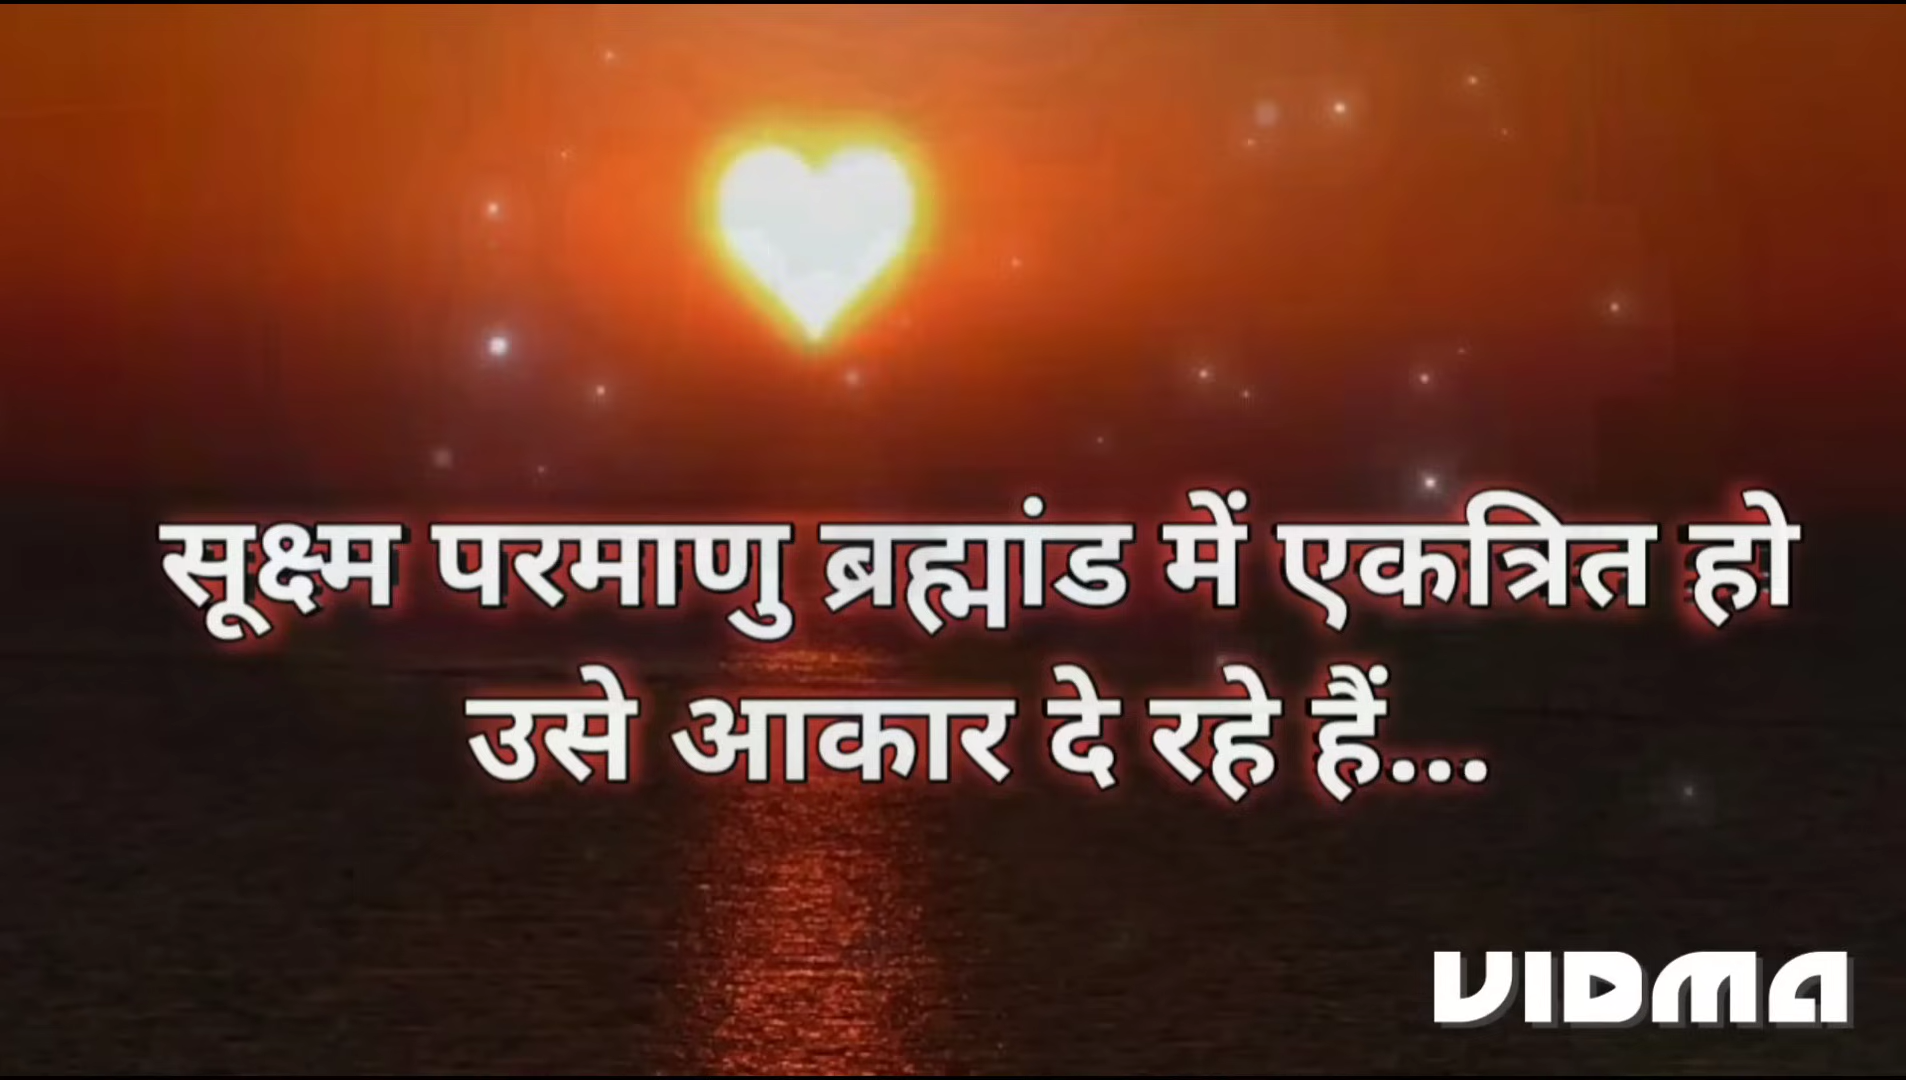 सूक्ष्म परमाणु ब्रह्मांड में एकत्रित हो
उसे आकार दे रहे हैं...
VIDMA